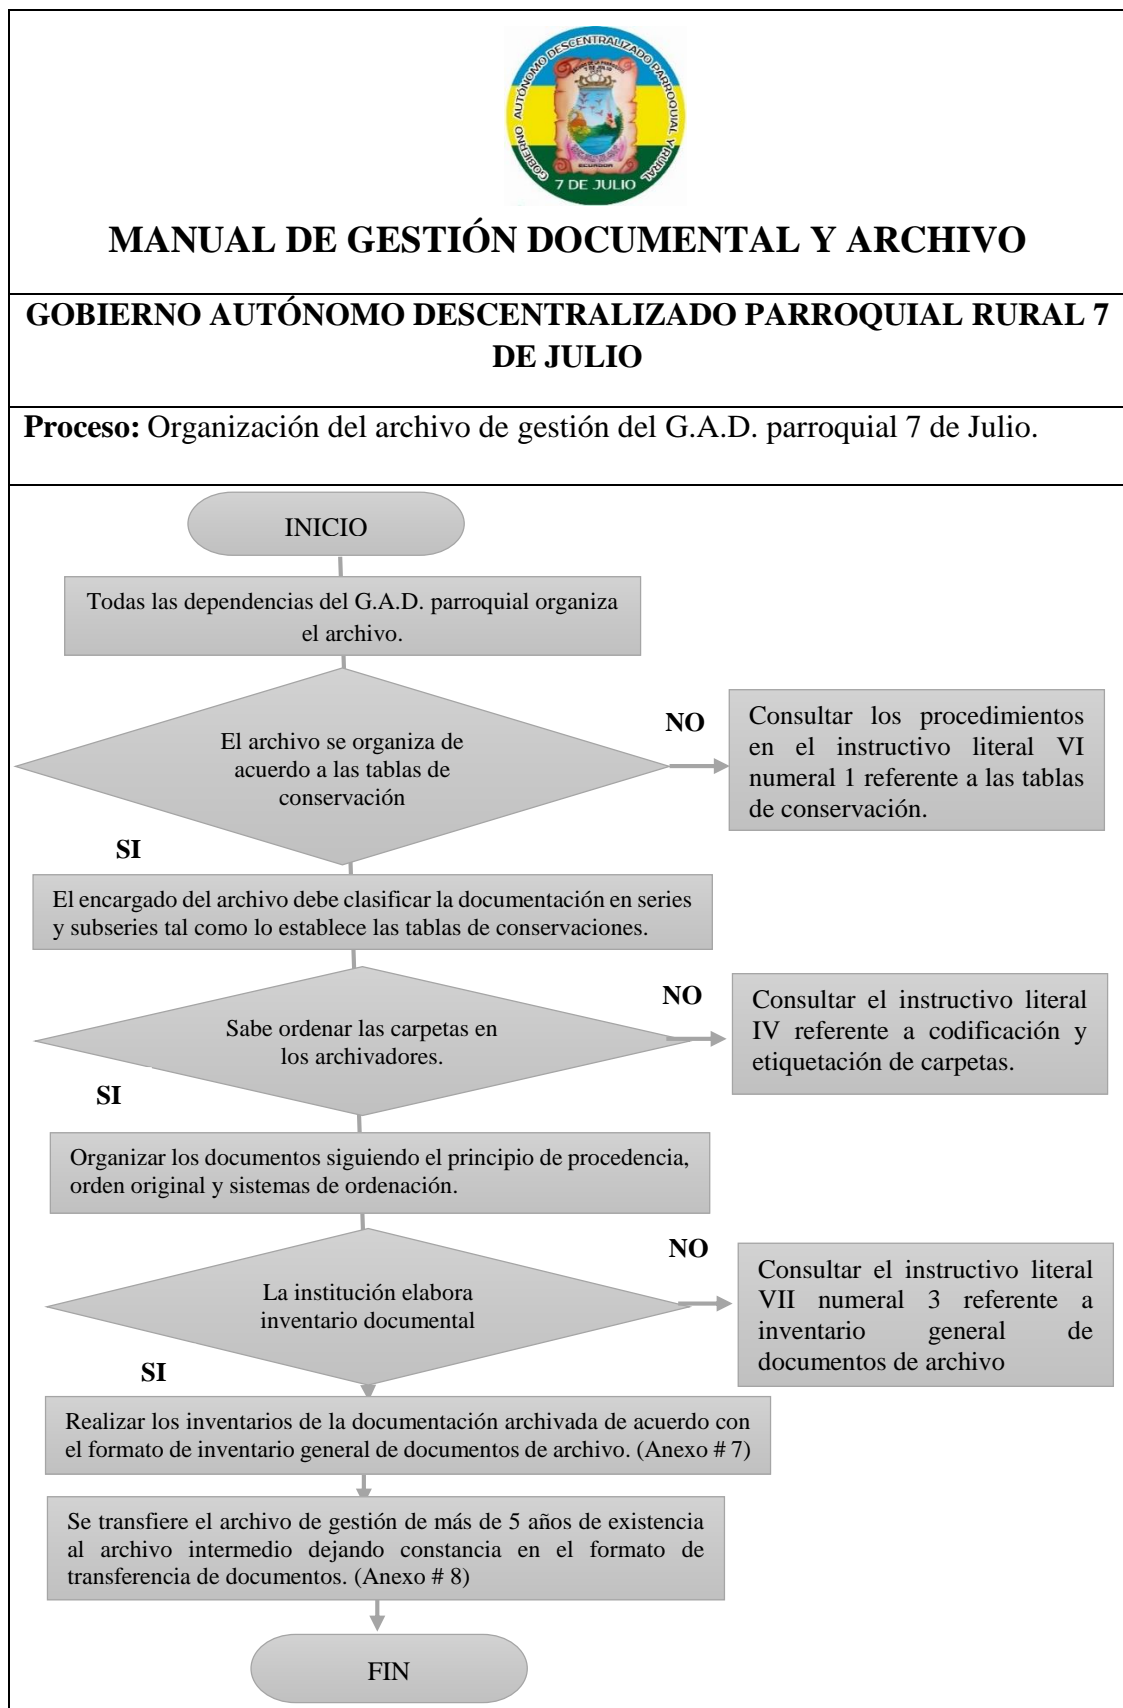 GOBIERNO AUTÓNOMO DESCENTRALIZADO PARROQUIAL Y RURAL
7 DE JULIO
ECUADOR
7 DE JULIO
MANUAL DE GESTIÓN DOCUMENTAL Y ARCHIVO
GOBIERNO AUTÓNOMO DESCENTRALIZADO PARROQUIAL RURAL 7
DE JULIO
Proceso: Organización del archivo de gestión del G.A.D. parroquial 7 de Julio.
INICIO
Todas las dependencias del G.A.D. parroquial organiza
el archivo.
El archivo se organiza de
acuerdo a las tablas de
conservación
NO
Consultar los procedimientos
en el instructivo literal VI
numeral 1 referente a las tablas
de conservación.
SI
El encargado del archivo debe clasificar la documentación en series
y subseries tal como lo establece las tablas de conservaciones.
Sabe ordenar las carpetas en
los archivadores.
NO
Consultar el instructivo literal
IV referente a codificación y
etiquetación de carpetas.
SI
Organizar los documentos siguiendo el principio de procedencia,
orden original y sistemas de ordenación.
La institución elabora
inventario documental
NO
Consultar el instructivo literal
VII numeral 3 referente a
inventario general de
documentos de archivo
SI
Realizar los inventarios de la documentación archivada de acuerdo con
el formato de inventario general de documentos de archivo. (Anexo # 7)
Se transfiere el archivo de gestión de más de 5 años de existencia
al archivo intermedio dejando constancia en el formato de
transferencia de documentos. (Anexo # 8)
FIN